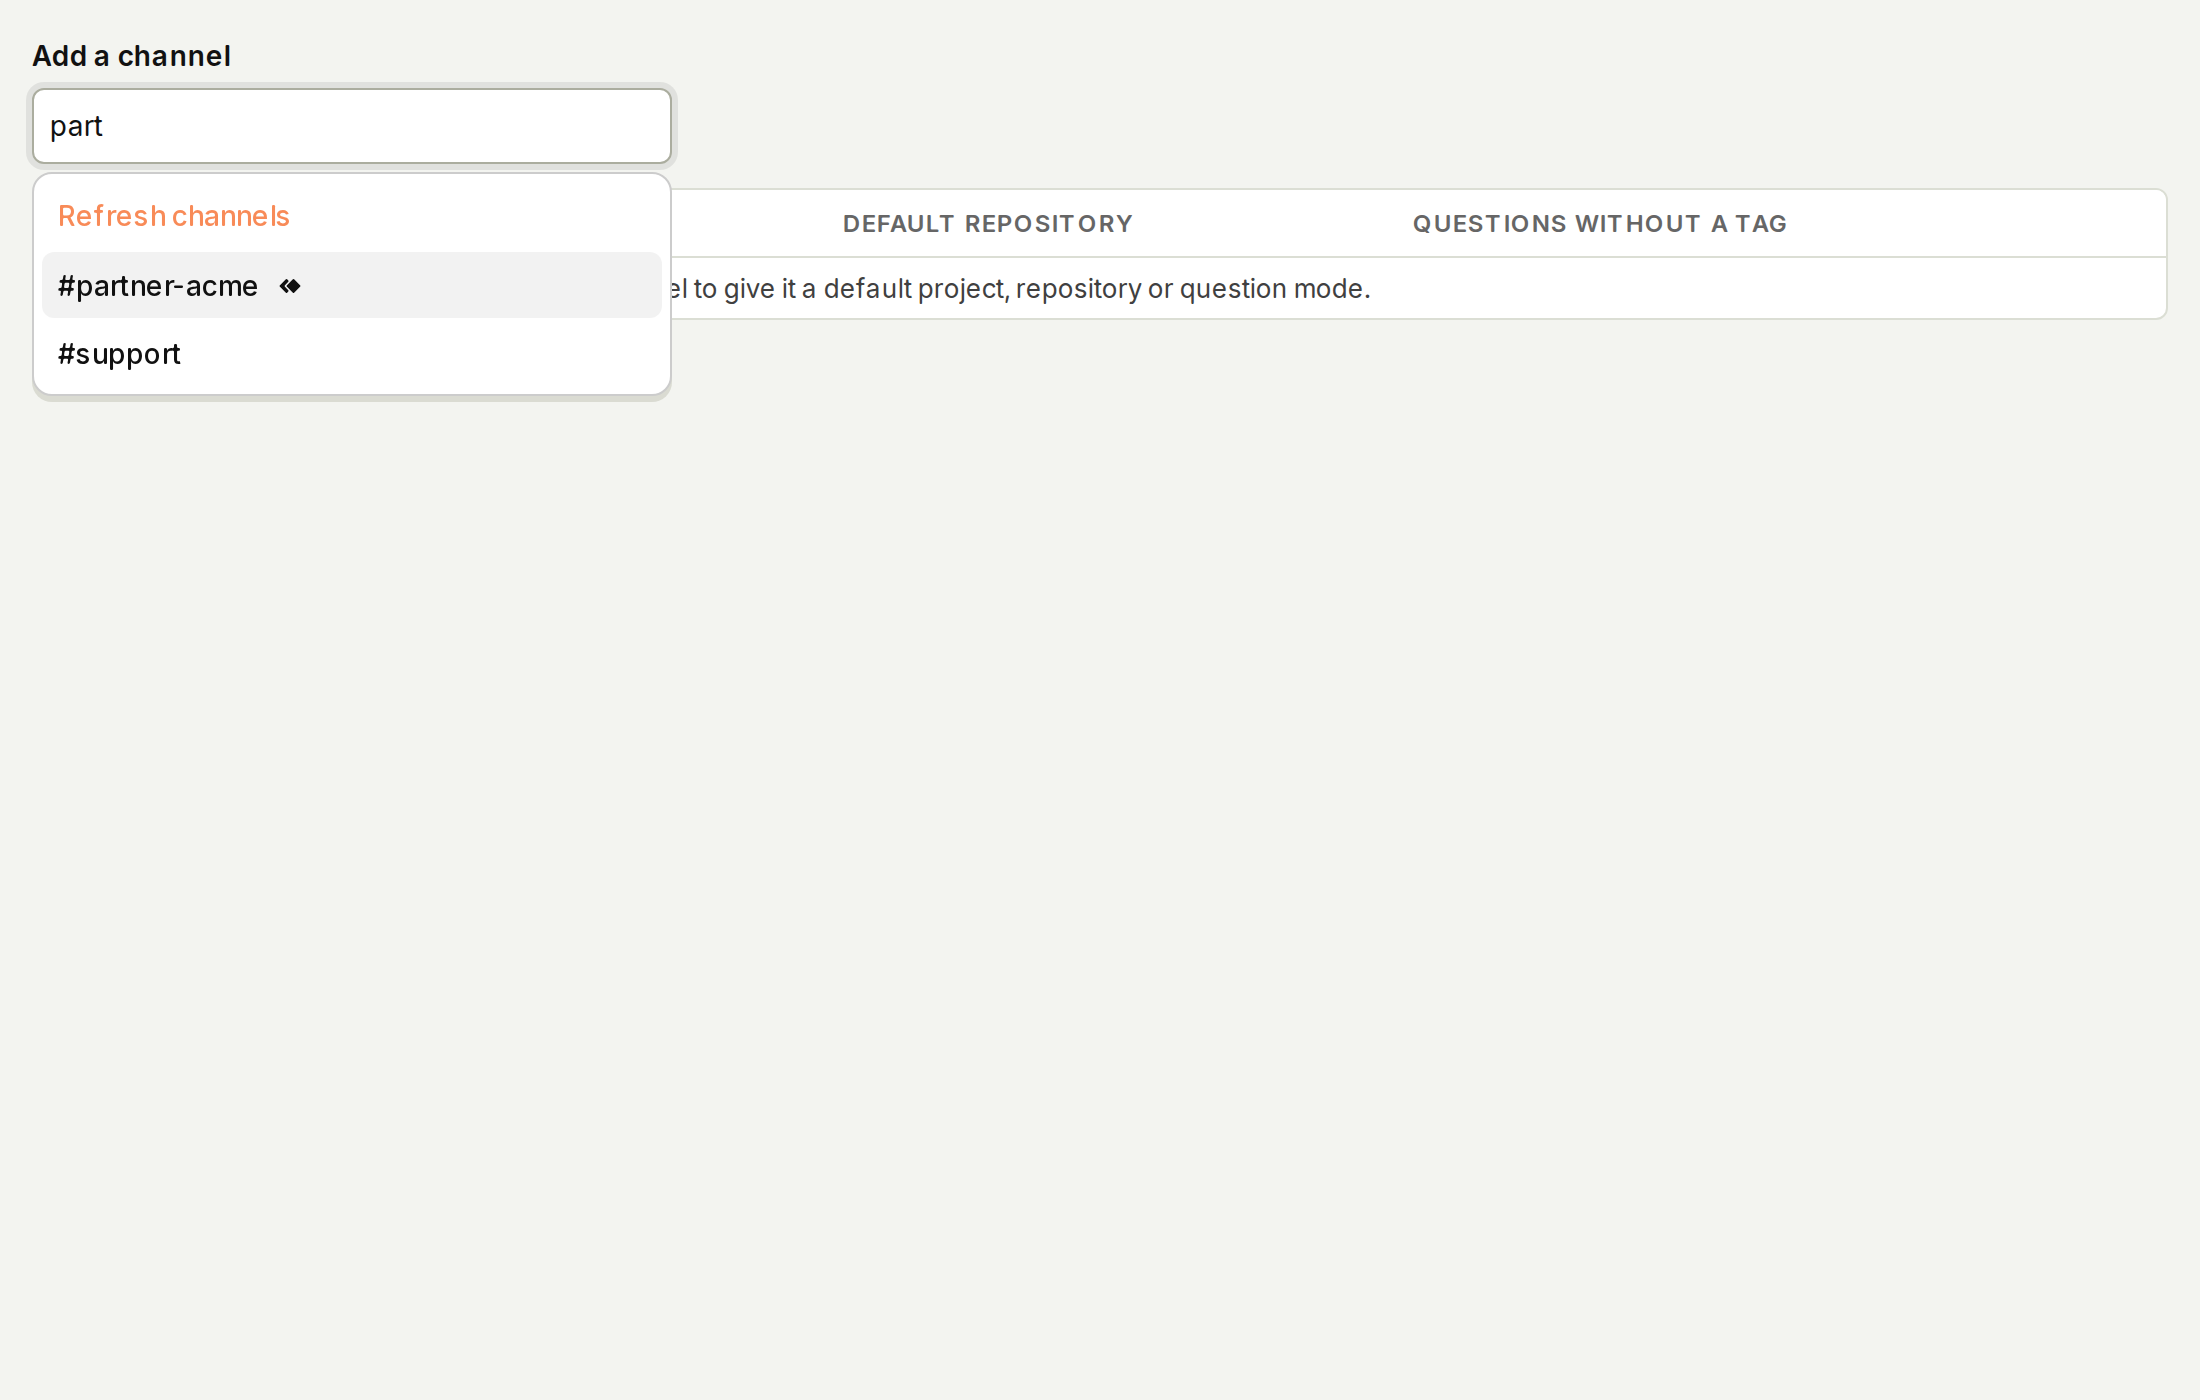 Add a channel
part
Refresh channels
DEFAULT REPOSITORY QUESTIONS WITHOUT A TAG
#partner-acme
to give it a default project, repository or question mode.
#support